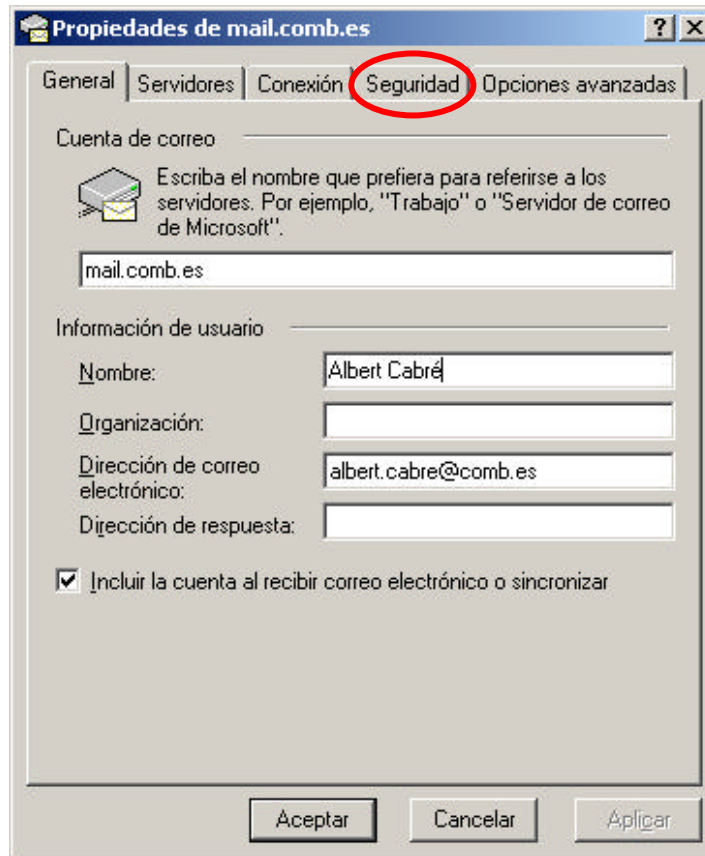 Propiedades de mail.comb.es
General Servidores Conexión Seguridad Opciones avanzadas
Cuenta de correo
Escriba el nombre que prefiera para referirse a los
servidores. Por ejemplo, "Trabajo" o "Servidor de correo
de Microsoft".
mail.comb.es
Información de usuario
Nombre: Albert Cabré
Organización:
Dirección de correo
electrónico: albert.cabre@comb.es
Dirección de respuesta:
Incluir la cuenta al recibir correo electrónico o sincronizar
Aceptar Cancelar Aplicar